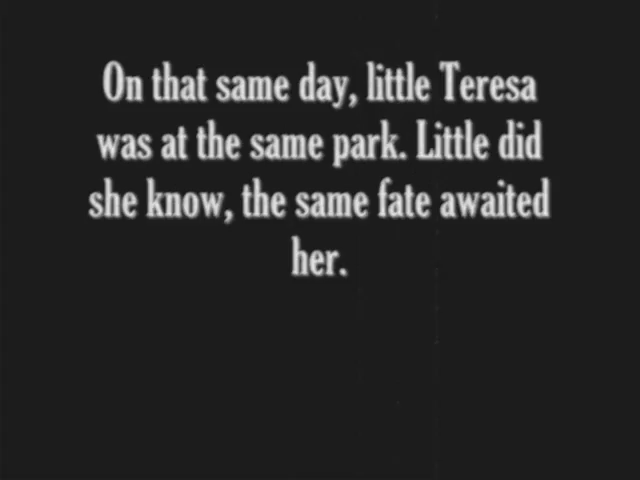 On that same day, little Teresa
was at the same park. Little did
she know, the same fate awaited
her.